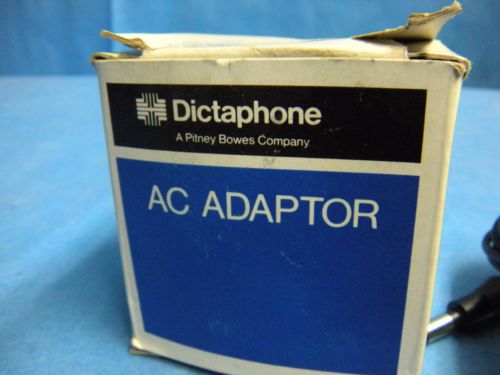 Dictaphone
A Pitney Bowes Company
AC ADAPTOR